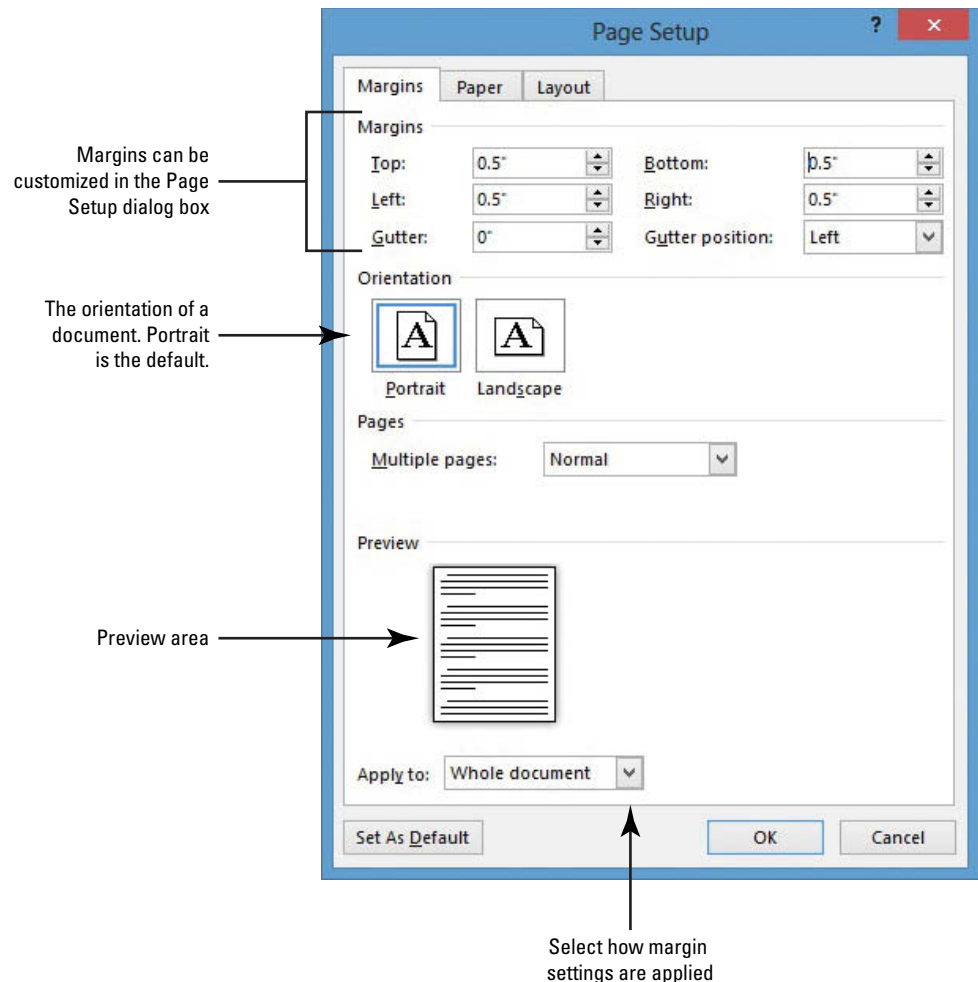 Page Setup
?
×
Margins Paper Layout
Margins
Top: 0.5" Bottom: 0.5"
Left: 0.5" Right: 0.5"
Gutter: 0" Gutter position: Left
Margins can be
customized in the Page
Setup dialog box
Orientation
A A
Portrait Landscape
The orientation of a
document. Portrait
is the default.
Pages
Multiple pages: Normal
Preview
Preview area
Apply to: Whole document
Set As Default OK Cancel
Select how margin
settings are applied